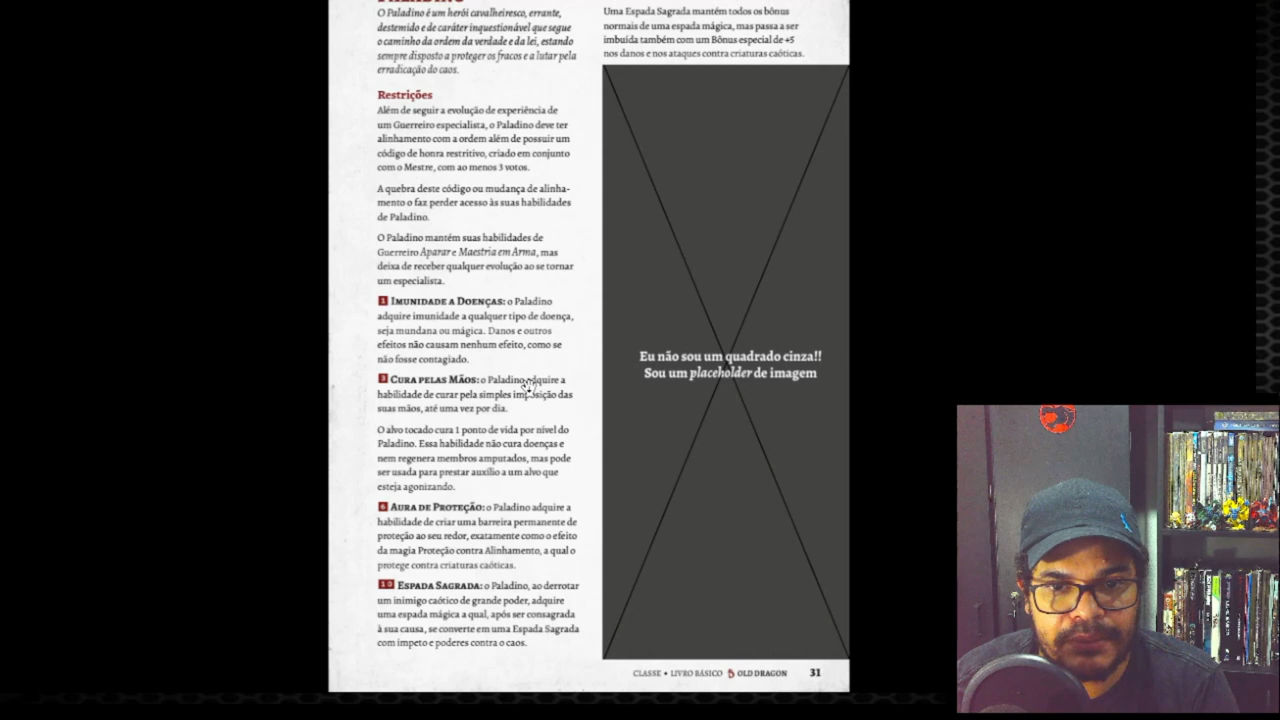 PALADINO
O Paladino é um herói cavalheiresco, errante,
destemido e de caráter inquestionável que segue
o caminho da ordem da verdade e da lei, estando
sempre disposto a proteger os fracos e a lutar pela
erradicação do caos.
Restrições
Além de seguir a evolução de experiência de
um Guerreiro especialista, o Paladino deve ter
alinhamento com a ordem além de possuir um
código de honra restritivo, criado em conjunto
com o Mestre, com ao menos 3 votos.
A quebra deste código ou mudança de alinha-
mento o faz perder acesso às suas habilidades
de Paladino.
O Paladino mantém suas habilidades de
Guerreiro Aparar e Maestria em Arma, mas
deixa de receber qualquer evolução ao se tornar
um especialista.
1 Imunidade a Doenças: o Paladino
adquire imunidade a qualquer tipo de doença,
seja mundana ou mágica. Danos e outros
efeitos não causam nenhum efeito, como se
não fosse contagiado.
3 Cura pelas Mãos: o Paladino adquire a
habilidade de curar pela simples imposição das
suas mãos, até uma vez por dia.
O alvo tocado cura 1 ponto de vida por nível do
Paladino. Essa habilidade não cura doenças e
nem regenera membros amputados, mas pode
ser usada para prestar auxílio a um alvo que
esteja agonizando.
6 Aura de Proteção: o Paladino adquire a
habilidade de criar uma barreira permanente de
proteção ao seu redor, exatamente como o efeito
da magia Proteção contra Alinhamento, a qual o
protege contra criaturas caóticas.
10 Espada Sagrada: o Paladino, ao derrotar
um inimigo caótico de grande poder, adquire
uma espada mágica a qual, após ser consagrada
à sua causa, se converte em uma Espada Sagrada
com ímpeto e poderes contra o caos.
Uma Espada Sagrada mantém todos os bônus
normais de uma espada mágica, mas passa a ser
imbuída também com um Bônus especial de +5
nos danos e nos ataques contra criaturas caóticas.
Eu não sou um quadrado cinza!!
Sou um placeholder de imagem
CLASSE • LIVRO BÁSICO OLD DRAGON 31